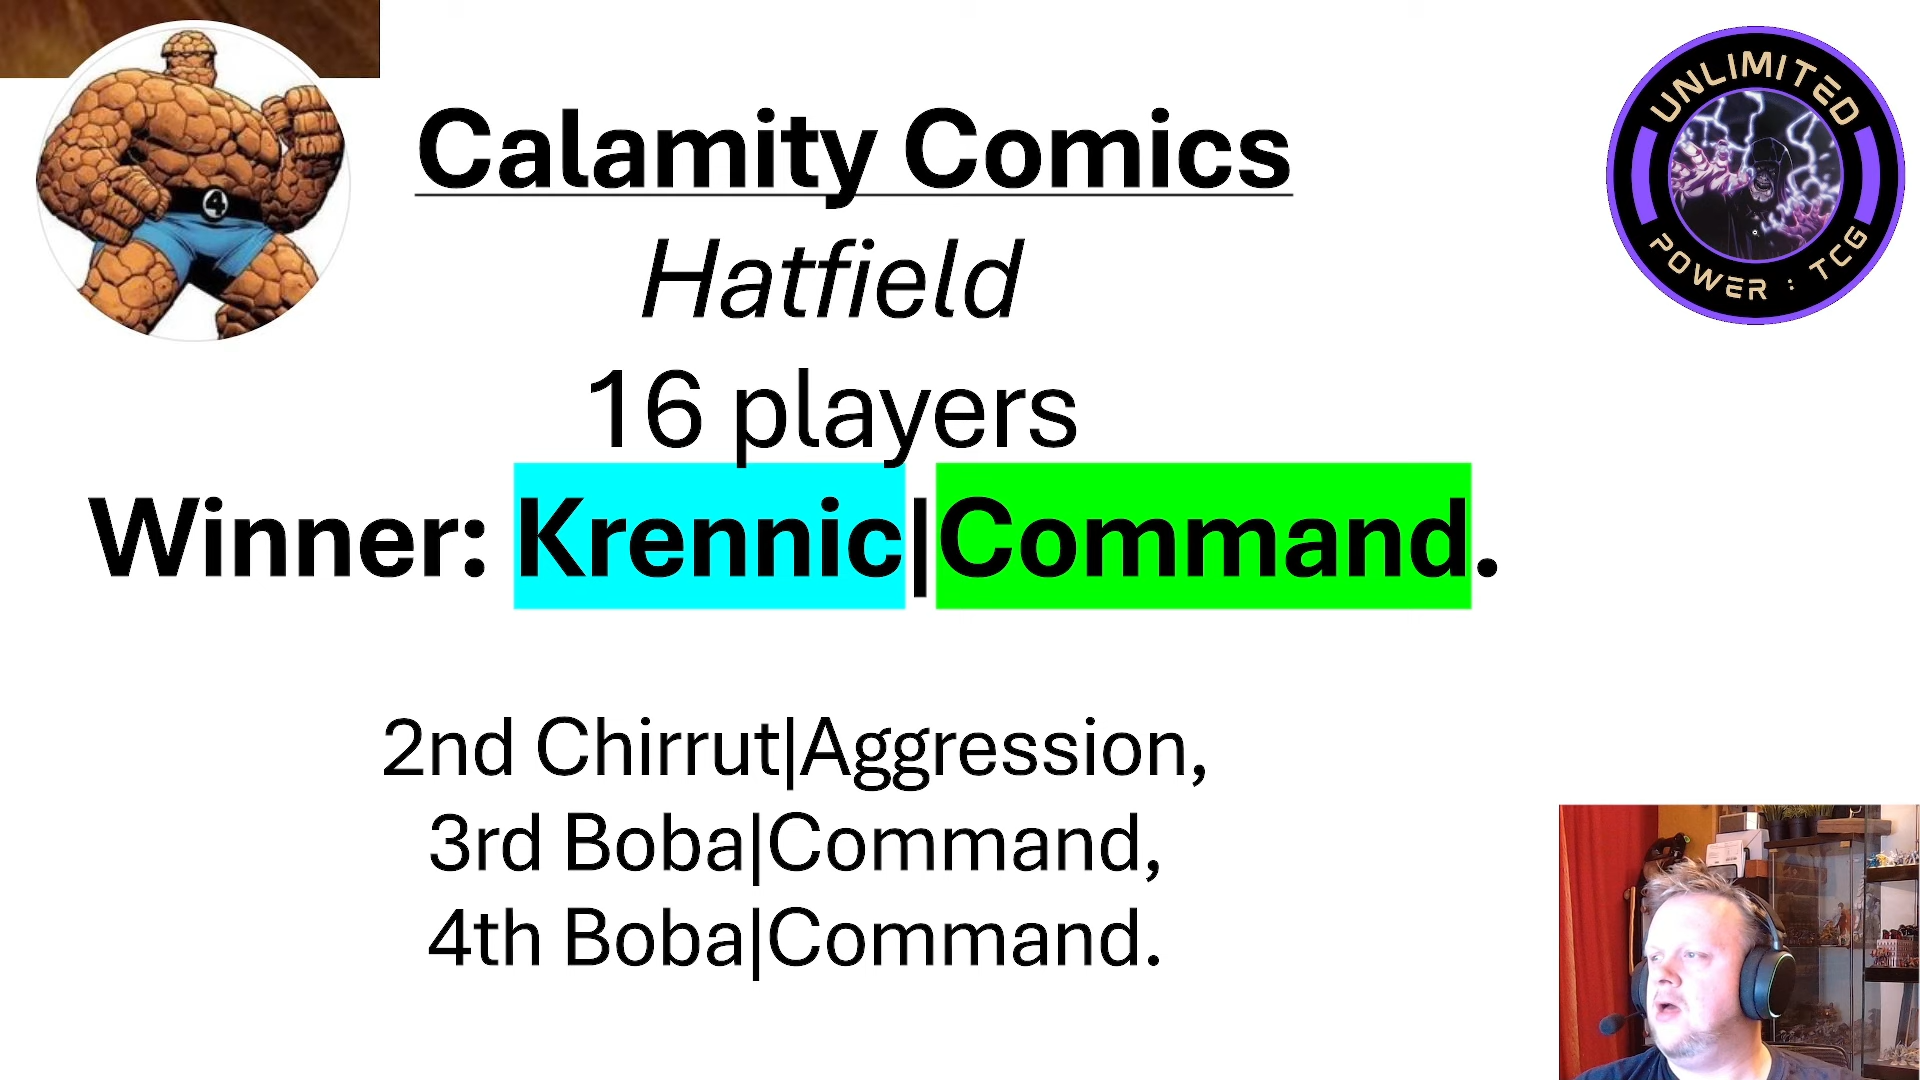 Calamity Comics
Hatfield
16 players
Winner: Krennic|Command.
2nd Chirrut|Aggression,
3rd Boba|Command,
4th Boba|Command.
UNLIMITED
POWER : TCG
4